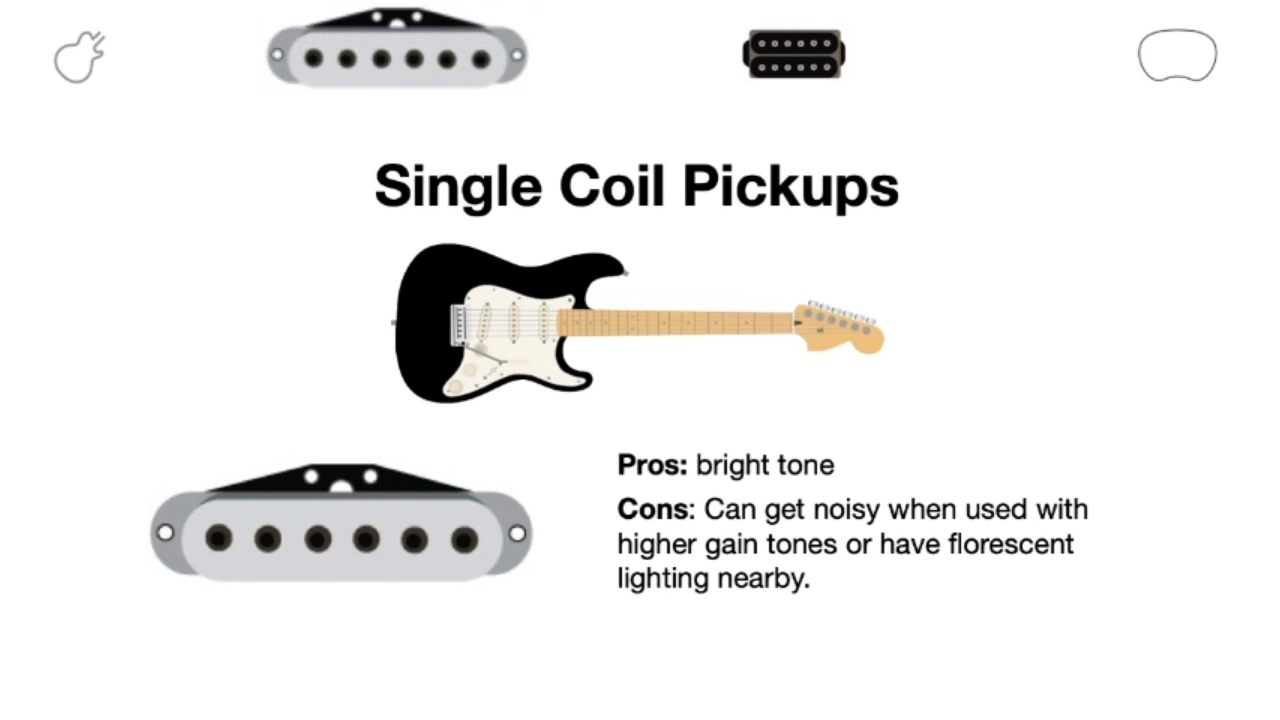 Single Coil Pickups
Pros: bright tone
Cons: Can get noisy when used with
higher gain tones or have florescent
lighting nearby.